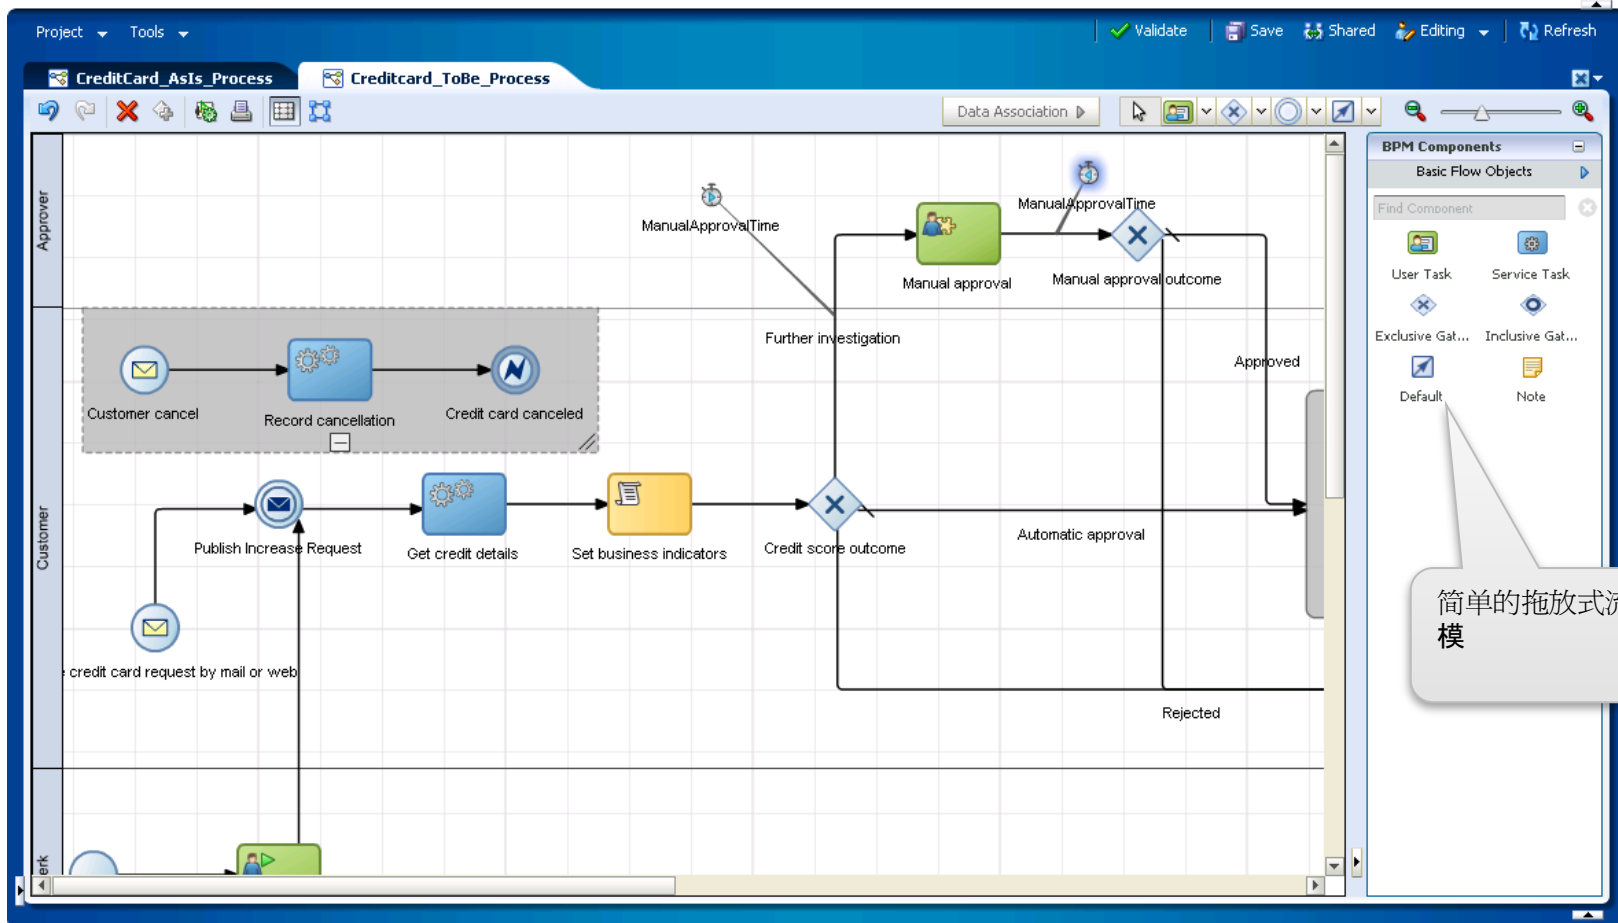 Project
Tools
Validate
Save
Shared
Editing
Refresh
CreditCard_AsIs_Process
Creditcard_ToBe_Process
Data Association
BPM Components
Basic Flow Objects
Find Component
User Task
Service Task
Exclusive Gat...
Inclusive Gat...
Default
Note
简单的拖放式
模
Approver
ManualApprovalTime
ManualApprovalTime
Manual approval
Manual approval outcome
Further investigation
Approved
Customer
Customer cancel
Record cancellation
Credit card canceled
Publish Increase Request
Get credit details
Set business indicators
Credit score outcome
Automatic approval
credit card request by mail or web
Rejected
erk